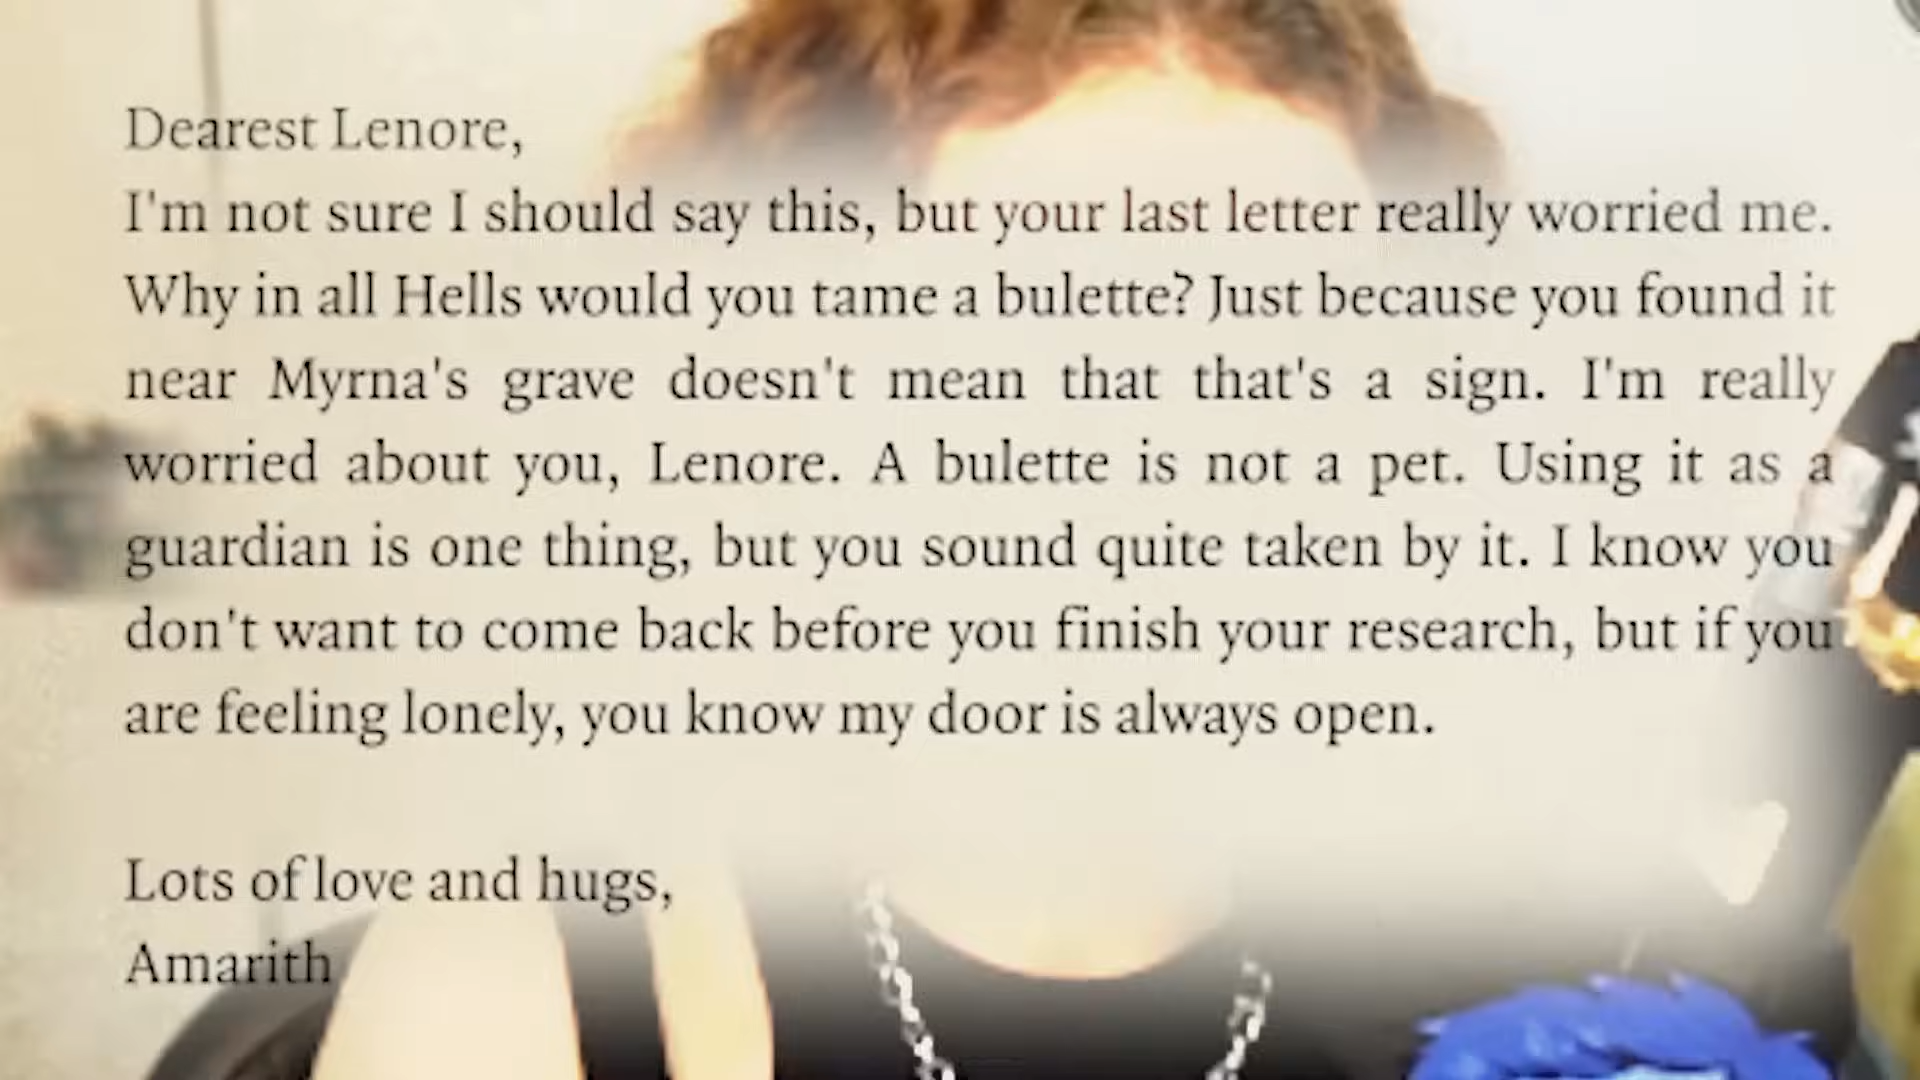 Dearest Lenore,
I'm not sure I should say this, but your last letter really worried me.
Why in all Hells would you tame a bulette? Just because you found it
near Myrna's grave doesn't mean that that's a sign. I'm really
worried about you, Lenore. A bulette is not a pet. Using it as a
guardian is one thing, but you sound quite taken by it. I know you
don't want to come back before you finish your research, but if you
are feeling lonely, you know my door is always open.
Lots of love and hugs,
Amarith